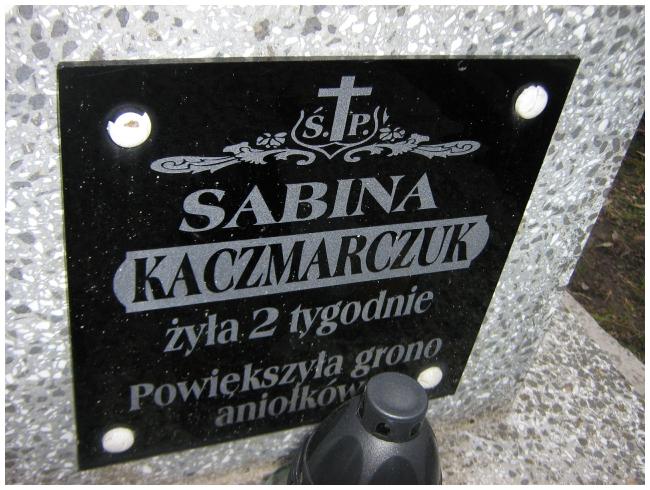 Ś.P.
SABINA
KACZMARCZUK
żyła 2 tygodnie
Powiększyła grono
aniołków